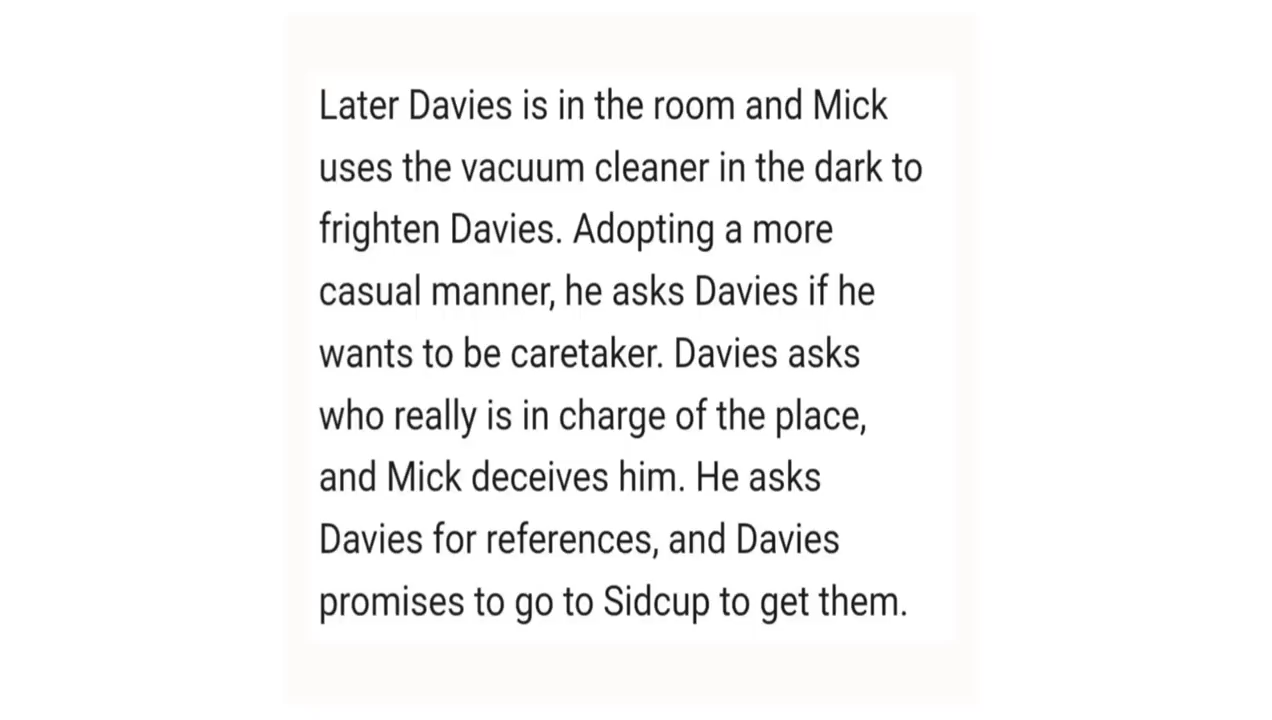 Later Davies is in the room and Mick
uses the vacuum cleaner in the dark to
frighten Davies. Adopting a more
casual manner, he asks Davies if he
wants to be caretaker. Davies asks
who really is in charge of the place,
and Mick deceives him. He asks
Davies for references, and Davies
promises to go to Sidcup to get them.